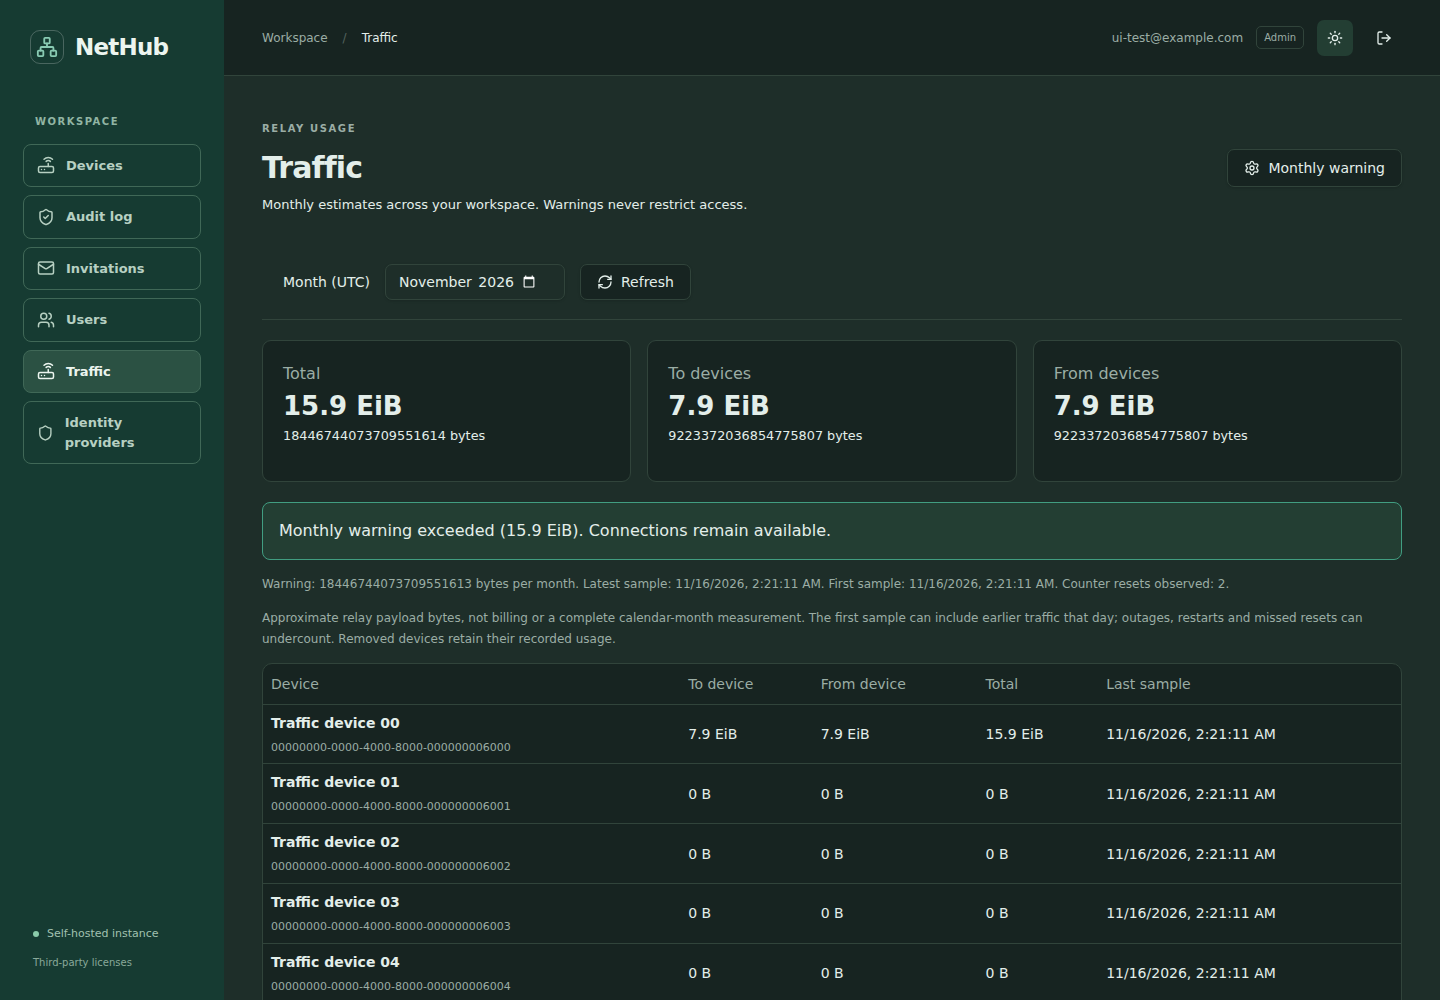 NetHub
Workspace / Traffic
ui-test@example.com
Admin
WORKSPACE
Devices
Audit log
Invitations
Users
Traffic
Identity
providers
Self-hosted instance
Third-party licenses
RELAY USAGE
Traffic
Monthly estimates across your workspace. Warnings never restrict access.
Monthly warning
Month (UTC) November 2026 Refresh
Total
15.9 EiB
18446744073709551614 bytes
To devices
7.9 EiB
9223372036854775807 bytes
From devices
7.9 EiB
9223372036854775807 bytes
Monthly warning exceeded (15.9 EiB). Connections remain available.
Warning: 18446744073709551613 bytes per month. Latest sample: 11/16/2026, 2:21:11 AM. First sample: 11/16/2026, 2:21:11 AM. Counter resets observed: 2.
Approximate relay payload bytes, not billing or a complete calendar-month measurement. The first sample can include earlier traffic that day; outages, restarts and missed resets can
undercount. Removed devices retain their recorded usage.
Device To device From device Total Last sample
Traffic device 00
00000000-0000-4000-8000-000000006000
7.9 EiB 7.9 EiB 15.9 EiB 11/16/2026, 2:21:11 AM
Traffic device 01
00000000-0000-4000-8000-000000006001
0 B 0 B 0 B 11/16/2026, 2:21:11 AM
Traffic device 02
00000000-0000-4000-8000-000000006002
0 B 0 B 0 B 11/16/2026, 2:21:11 AM
Traffic device 03
00000000-0000-4000-8000-000000006003
0 B 0 B 0 B 11/16/2026, 2:21:11 AM
Traffic device 04
00000000-0000-4000-8000-000000006004
0 B 0 B 0 B 11/16/2026, 2:21:11 AM